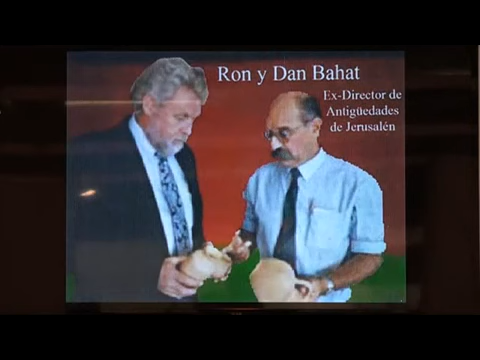 Ron y Dan Bahat
Ex-Director de
Antigüedades
de Jerusalén